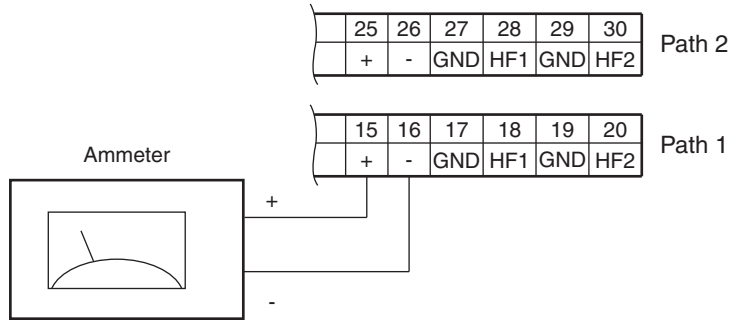 25 26 27 28 29 30
+ - GND HF1 GND HF2
Path 2
15 16 17 18 19 20
+ - GND HF1 GND HF2
Path 1
Ammeter
+
-